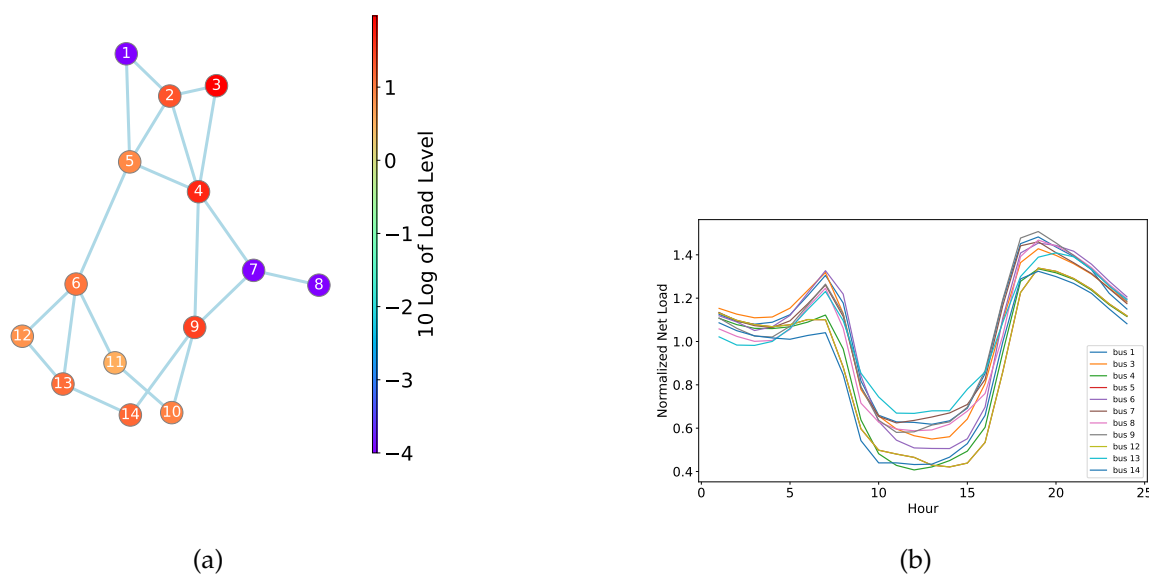 1
3
2
5
4
7
8
6
9
12
11
13
10
14
1
0
−1
−2
−3
−4
10 Log of Load Level
(a)
1.4
1.2
1.0
0.8
0.6
0.4
Normalized Net Load
0 5 10 15 20 25
Hour
bus 1
bus 3
bus 4
bus 5
bus 6
bus 7
bus 8
bus 9
bus 12
bus 13
bus 14
(b)